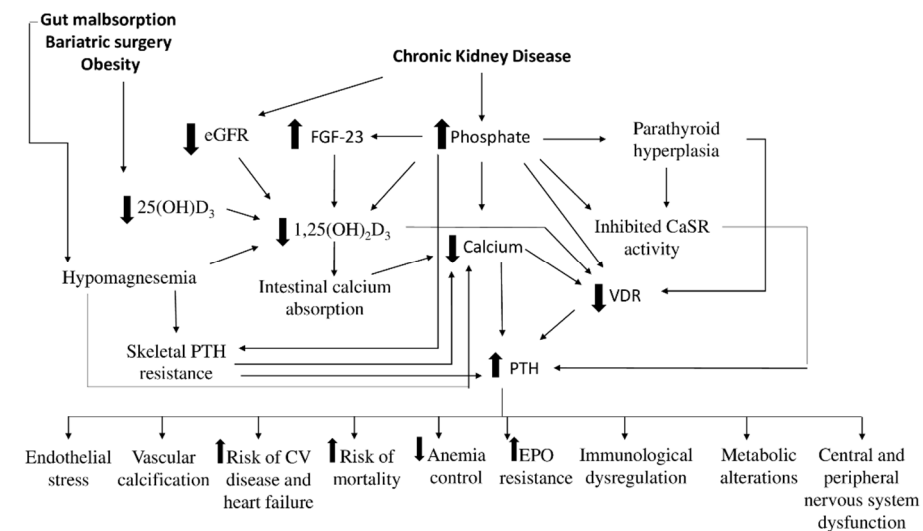 Gut malbsorption
Bariatric surgery
Obesity
Chronic Kidney Disease
eGFR
FGF-23
Phosphate
Parathyroid
hyperplasia
25(OH)D₃
1,25(OH)₂D₃
Calcium
Inhibited CaSR
activity
Hypomagnesemia
Intestinal calcium
absorption
VDR
Skeletal PTH
resistance
PTH
Endothelial
stress
Vascular
calcification
Risk of CV
disease and
heart failure
Risk of
mortality
Anemia
control
EPO
resistance
Immunological
dysregulation
Metabolic
alterations
Central and
peripheral
nervous system
dysfunction